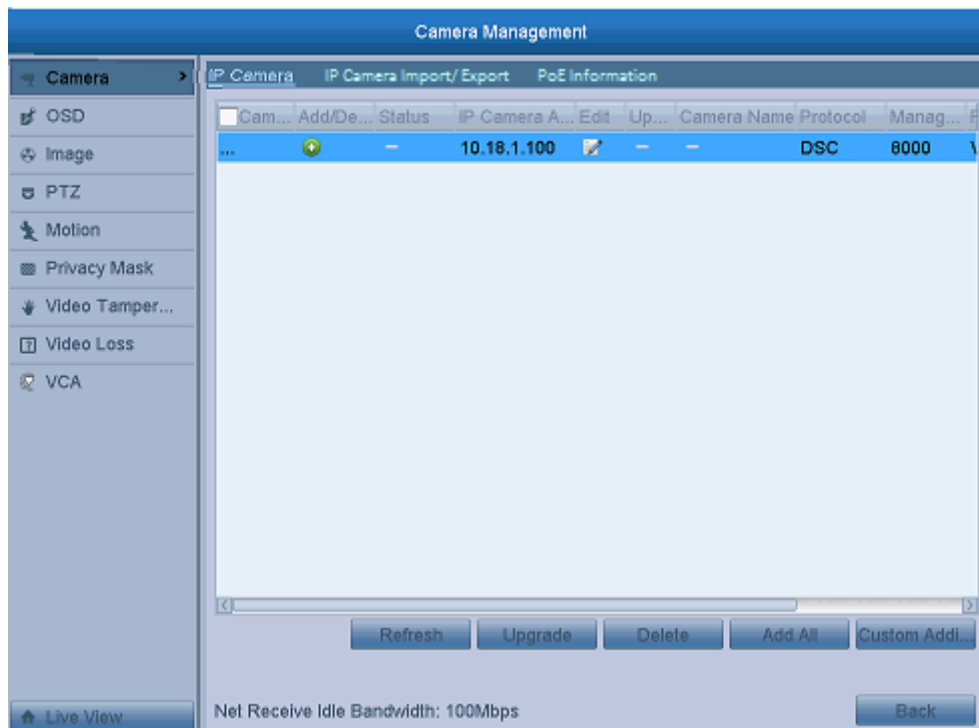 Camera Management
Camera
OSD
Image
PTZ
Motion
Privacy Mask
Video Tamper...
Video Loss
VCA
Live View
IP Camera IP Camera Import/ Export PoE Information
Cam... Add/De... Status IP Camera A... Edit Up... Camera Name Protocol Manag...
... 10.18.1.100 DSC 8000
Refresh Upgrade Delete Add All Custom Addi...
Net Receive Idle Bandwidth: 100Mbps
Back